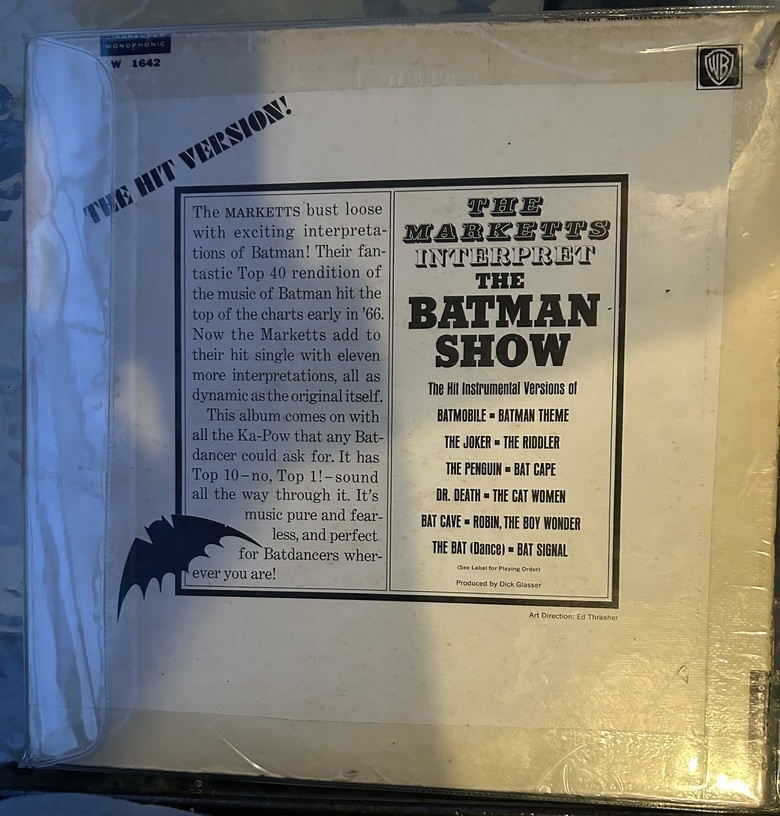 MONOPHONIC
W 1642
WB
THE HIT VERSION!
The MARKETTS bust loose
with exciting interpreta-
tions of Batman! Their fan-
tastic Top 40 rendition of
the music of Batman hit the
top of the charts early in ’66.
Now the Marketts add to
their hit single with eleven
more interpretations, all as
dynamic as the original itself.
This album comes on with
all the Ka-Pow that any Bat-
dancer could ask for. It has
Top 10–no, Top 1!–sound
all the way through it. It’s
music pure and fear-
less, and perfect
for Batdancers wher-
ever you are!
THE
MARKETTS
INTERPRET
THE
BATMAN
SHOW
The Hit Instrumental Versions of
BATMOBILE ▪ BATMAN THEME
THE JOKER ▪ THE RIDDLER
THE PENGUIN ▪ BAT CAPE
DR. DEATH ▪ THE CAT WOMEN
BAT CAVE ▪ ROBIN, THE BOY WONDER
THE BAT (Dance) ▪ BAT SIGNAL
(See Label for Playing Order)
Produced by Dick Glasser
Art Direction: Ed Thrasher